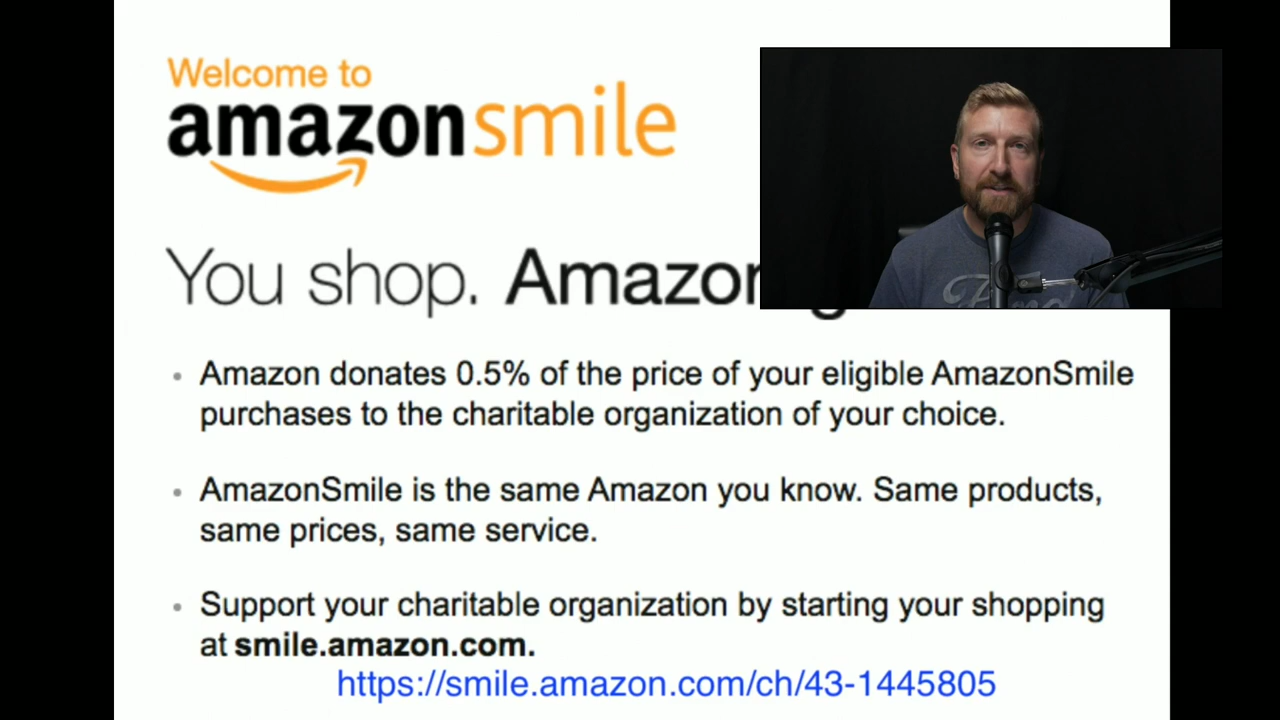 Welcome to
amazonsmile
You shop. Amazon
Amazon donates 0.5% of the price of your eligible AmazonSmile
purchases to the charitable organization of your choice.
AmazonSmile is the same Amazon you know. Same products,
same prices, same service.
Support your charitable organization by starting your shopping
at smile.amazon.com.
https://smile.amazon.com/ch/43-1445805